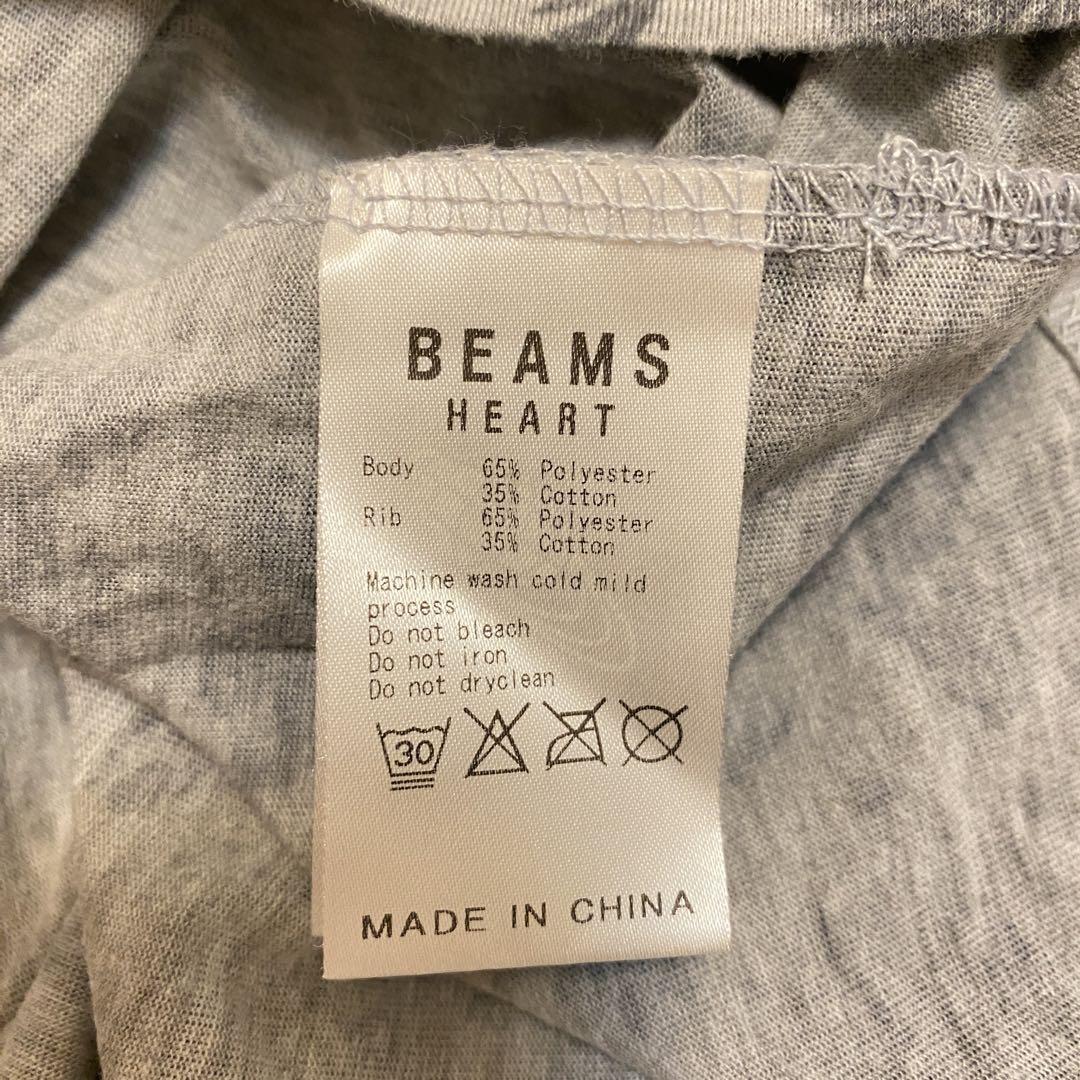 BEAMS
HEART
Body 65% Polyester
35% Cotton
Rib 65% Polyester
35% Cotton
Machine wash cold mild
process
Do not bleach
Do not iron
Do not dryclean
30
MADE IN CHINA